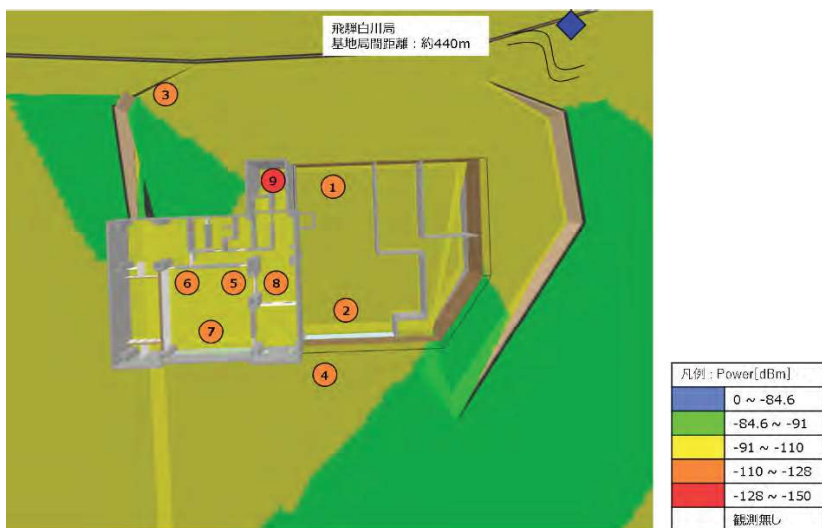 飛騨白川局
基地局間距離：約440m
3
9
1
6
5
8
2
7
4
凡例：Power[dBm]
0 ~ -84.6
-84.6 ~ -91
-91 ~ -110
-110 ~ -128
-128 ~ -150
観測無し